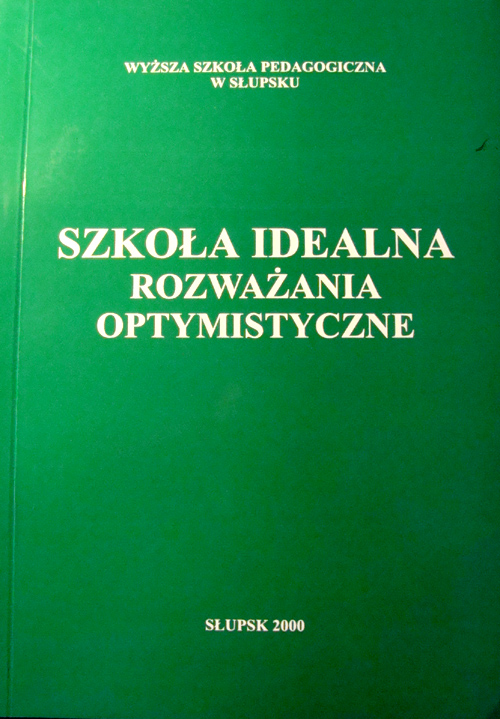 WYŻSZA SZKOŁA PEDAGOGICZNA
W SŁUPSKU
SZKOŁA IDEALNA
ROZWAŻANIA
OPTYMISTYCZNE
SŁUPSK 2000